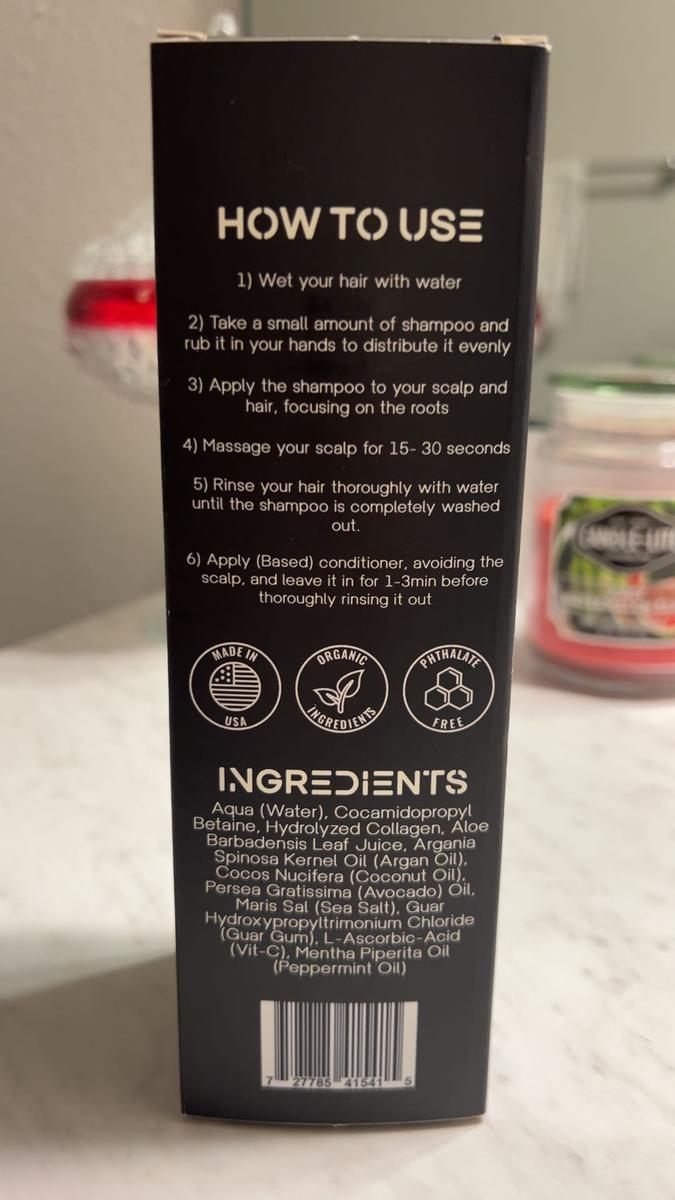 HOW TO USE
1) Wet your hair with water
2) Take a small amount of shampoo and
rub it in your hands to distribute it evenly
3) Apply the shampoo to your scalp and
hair, focusing on the roots
4) Massage your scalp for 15- 30 seconds
5) Rinse your hair thoroughly with water
until the shampoo is completely washed
out.
6) Apply (Based) conditioner, avoiding the
scalp, and leave it in for 1-3min before
thoroughly rinsing it out
MADE IN
USA
ORGANIC
INGREDIENTS
PHTHALATE
FREE
INGREDIENTS
Aqua (Water), Cocamidopropyl
Betaine, Hydrolyzed Collagen, Aloe
Barbadensis Leaf Juice, Argania
Spinosa Kernel Oil (Argan Oil),
Cocos Nucifera (Coconut Oil),
Persea Gratissima (Avocado) Oil,
Maris Sal (Sea Salt), Guar
Hydroxypropyltrimonium Chloride
(Guar Gum), L-Ascorbic-Acid
(Vit-C), Mentha Piperita Oil
(Peppermint Oil)
7 27785 41541 5
CANDLE-LITE